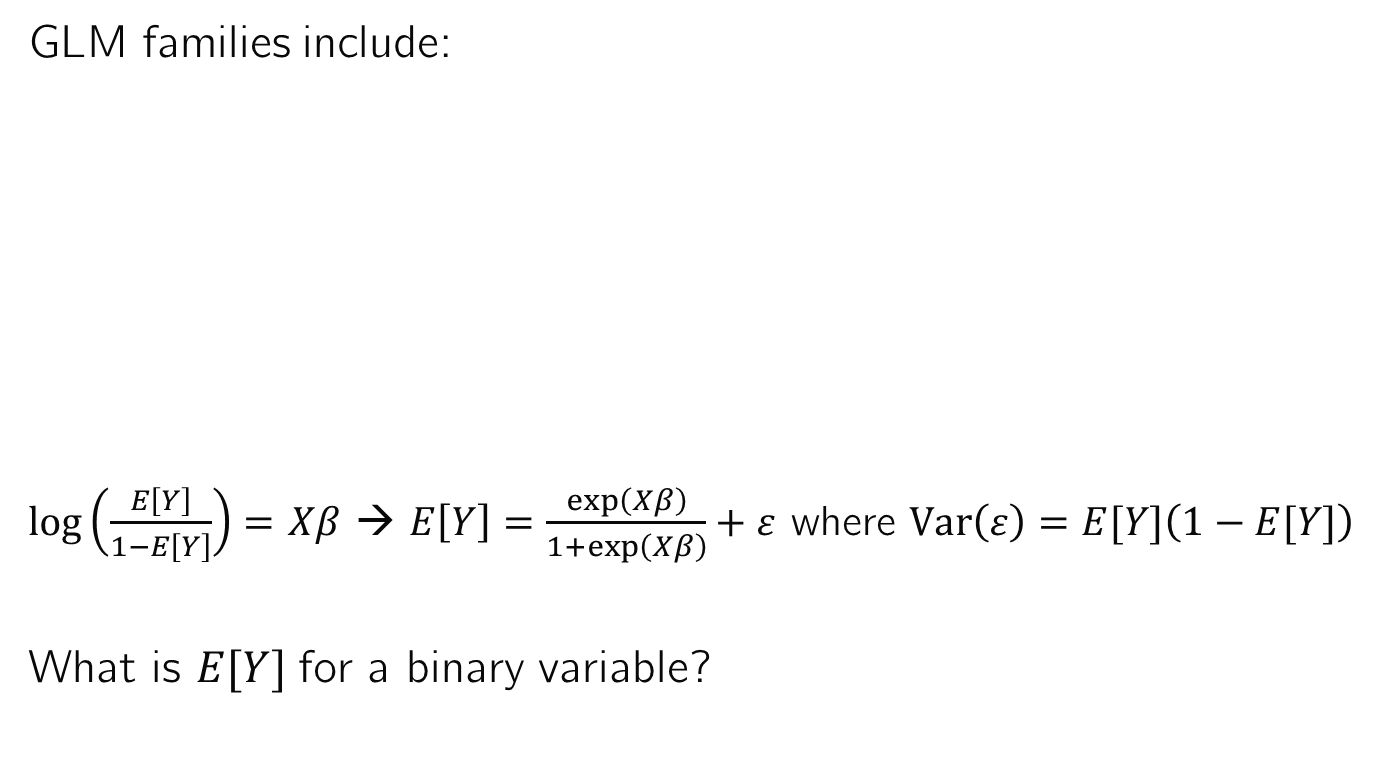 GLM families include:
log(E[Y]/(1−E[Y])) = Xβ → E[Y] = exp(Xβ)/(1+exp(Xβ)) + ε where Var(ε) = E[Y](1 − E[Y])
What is E[Y] for a binary variable?